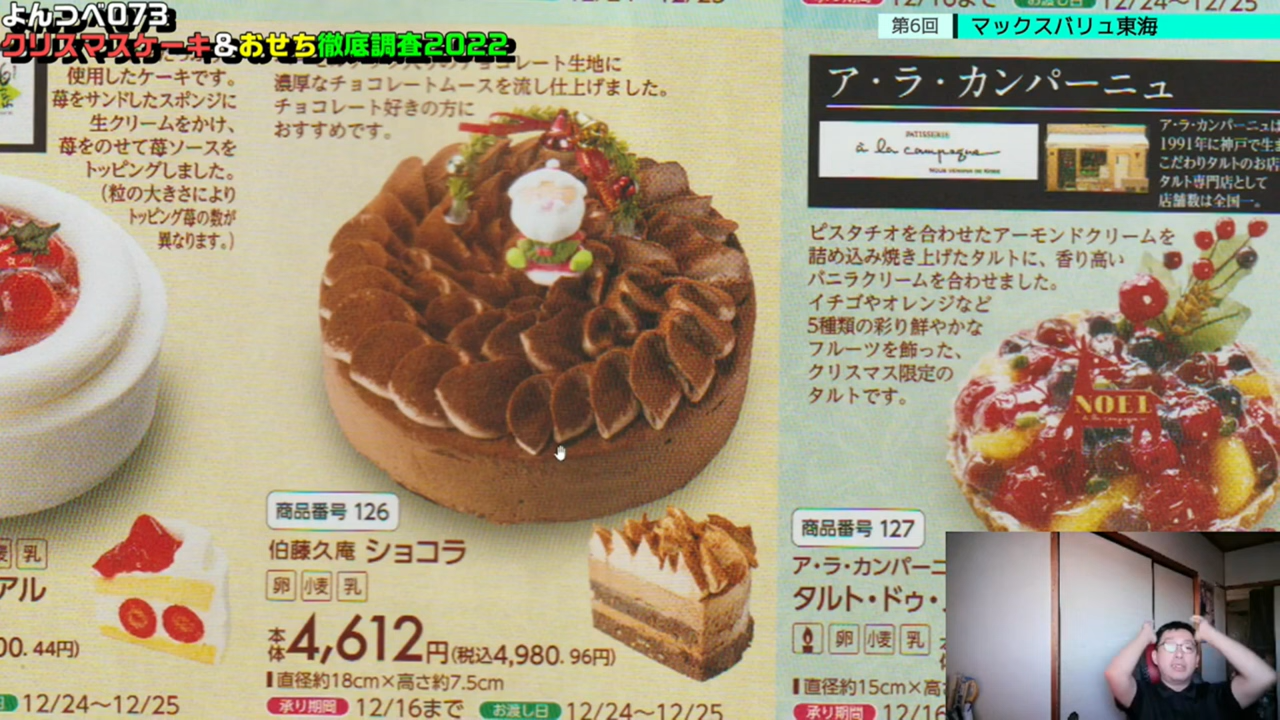 よんつべ073
クリスマスケーキ&おせち徹底調査2022
第6回 マックスバリュ東海
使用したケーキです。
苺をサンドしたスポンジに
生クリームをかけ、
苺をのせて苺ソースを
トッピングしました。
(粒の大きさにより
トッピング苺の数が
異なります。)
乳
アル
00.44円)
12/24〜12/25
チョコレート生地に
濃厚なチョコレートムースを流し仕上げました。
チョコレート好きの方に
おすすめです。
商品番号 126
伯藤久庵 ショコラ
卵 小麦 乳
本体4,612円(税込4,980.96円)
直径約18cm×高さ約7.5cm
承り期間 12/16まで お渡し日 12/24〜12/25
12/24〜12/25
ア・ラ・カンパーニュ
PATISSERIE
à la campagne
ア・ラ・カンパーニュは
1991年に神戸で生
こだわりタルトのお店
タルト専門店として
店舗数は全国一。
ピスタチオを合わせたアーモンドクリームを
詰め込み焼き上げたタルトに、香り高い
バニラクリームを合わせました。
イチゴやオレンジなど
5種類の彩り鮮やかな
フルーツを飾った、
クリスマス限定の
タルトです。
NOEL
商品番号 127
ア・ラ・カンパーニ
タルト・ドゥ・
卵 小麦 乳
直径約15cm×高さ
承り期間 12/16